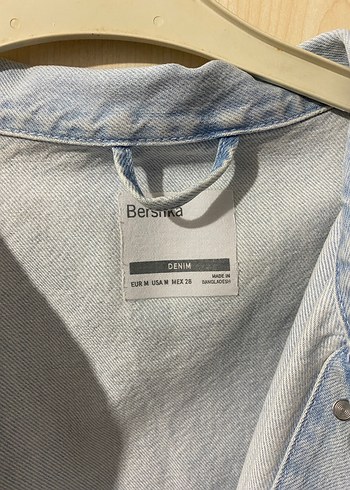 Bershka
DENIM
EUR M USA M MEX 28
MADE IN
BANGLADESH